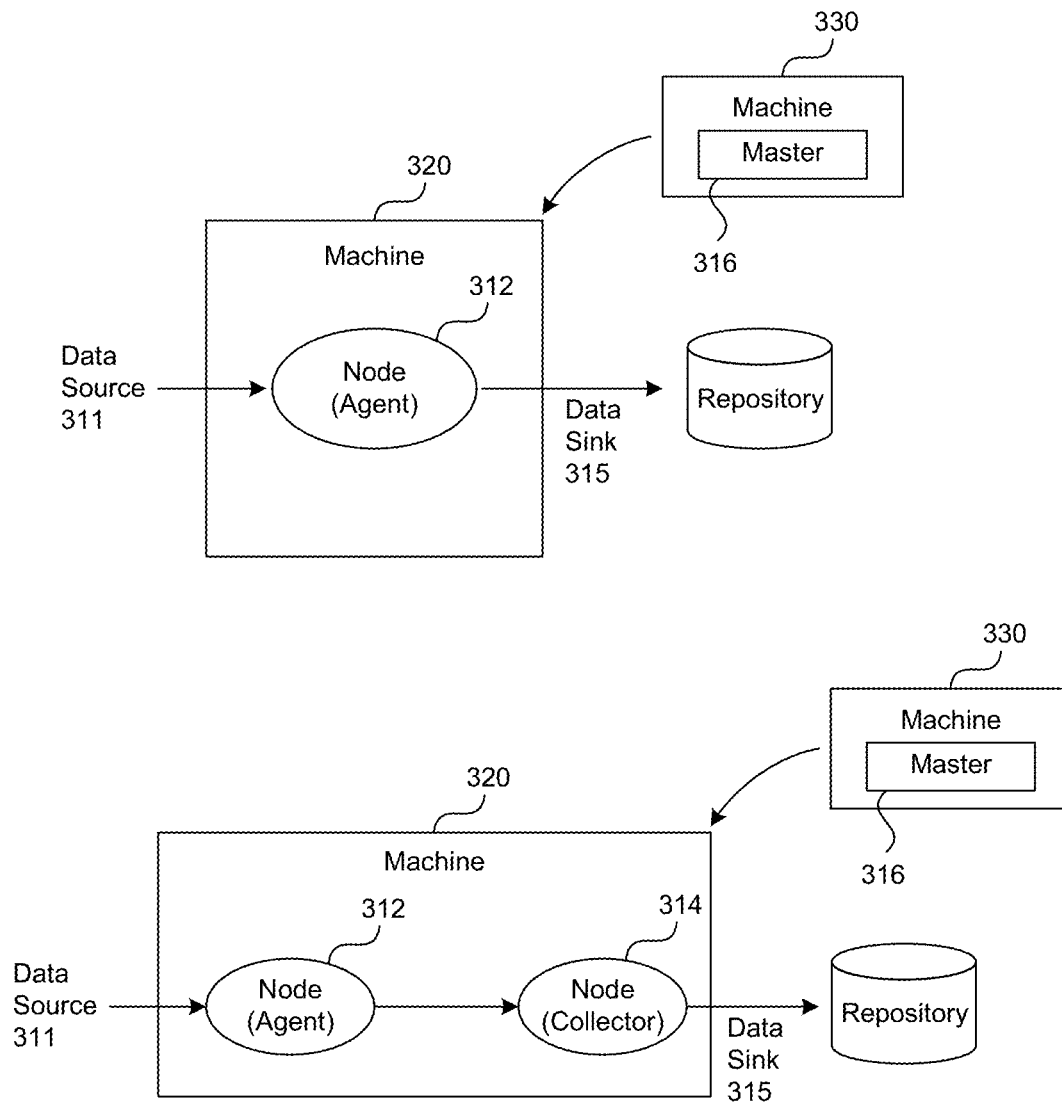 330
Machine
Master
320
316
Machine
312
Data
Source
311
Node
(Agent)
Data
Sink
315
Repository
330
Machine
Master
320
316
Machine
312
314
Data
Source
311
Node
(Agent)
Node
(Collector)
Data
Sink
315
Repository